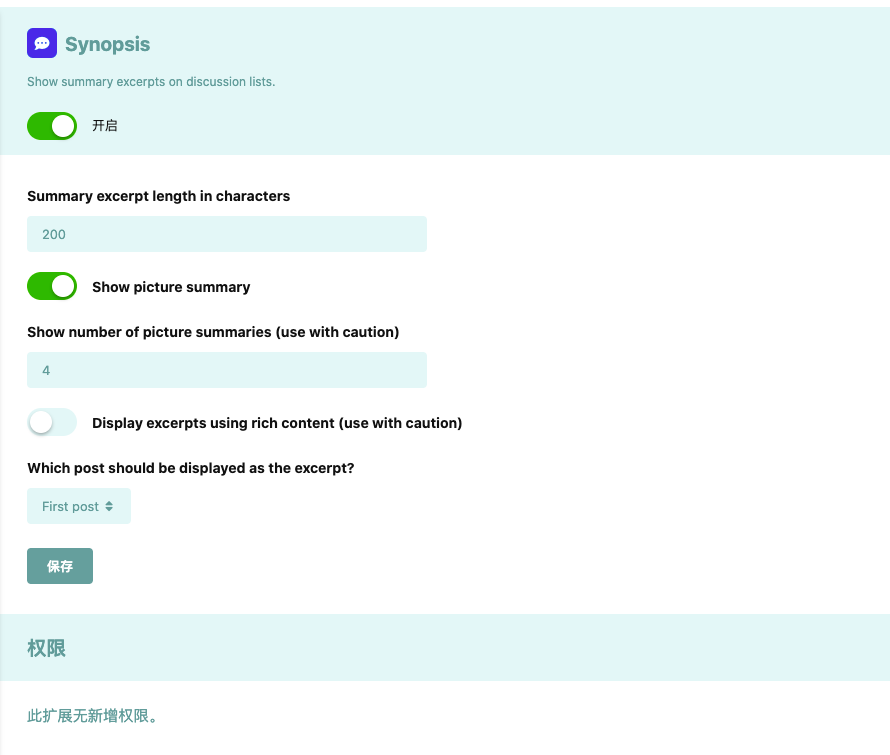 Synopsis
Show summary excerpts on discussion lists.
开启
Summary excerpt length in characters
200
Show picture summary
Show number of picture summaries (use with caution)
4
Display excerpts using rich content (use with caution)
Which post should be displayed as the excerpt?
First post
保存
权限
此扩展无新增权限。